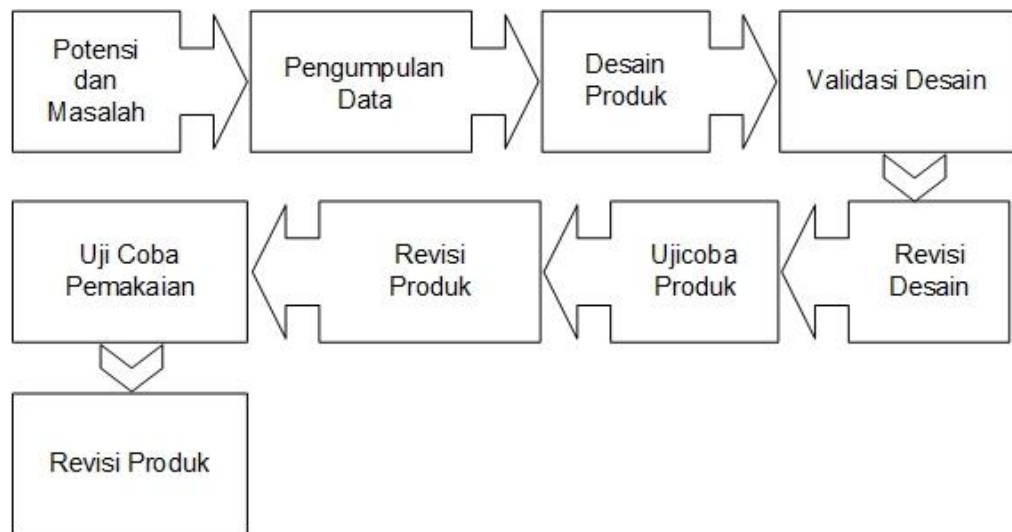 Potensi
dan
Masalah
Pengumpulan
Data
Desain
Produk
Validasi Desain
Revisi
Desain
Ujicoba
Produk
Revisi
Produk
Uji Coba
Pemakaian
Revisi Produk